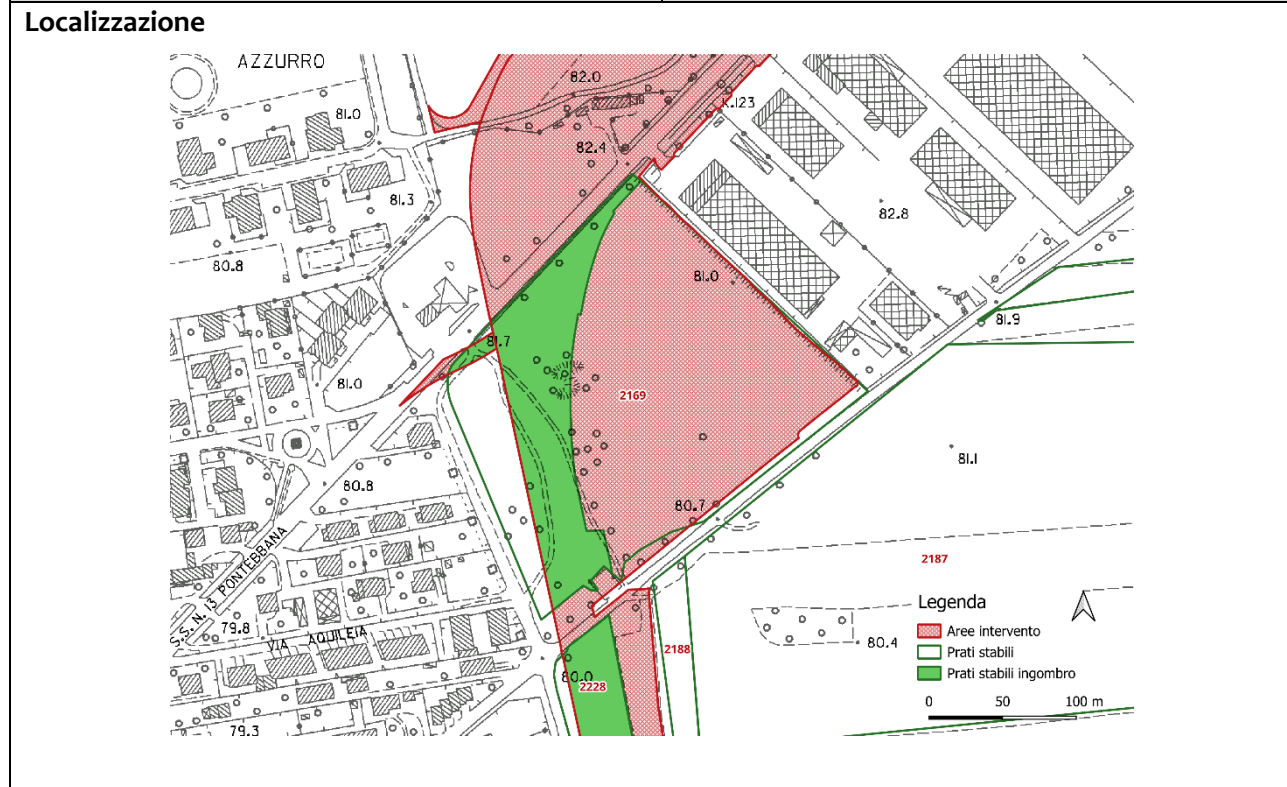 Localizzazione
AZZURRO
82.0
K.123
81.0
82.4
81.3
82.8
80.8
81.0
81.9
81.7
81.0
2169
80.8
80.7
81.1
S.S. N. 13 PONTEBBANA
2187
Legenda
Aree intervento
79.8
VIA AQUILEIA
2188
80.4
Prati stabili
80.0
2228
Prati stabili ingombro
0 50 100 m
79.3